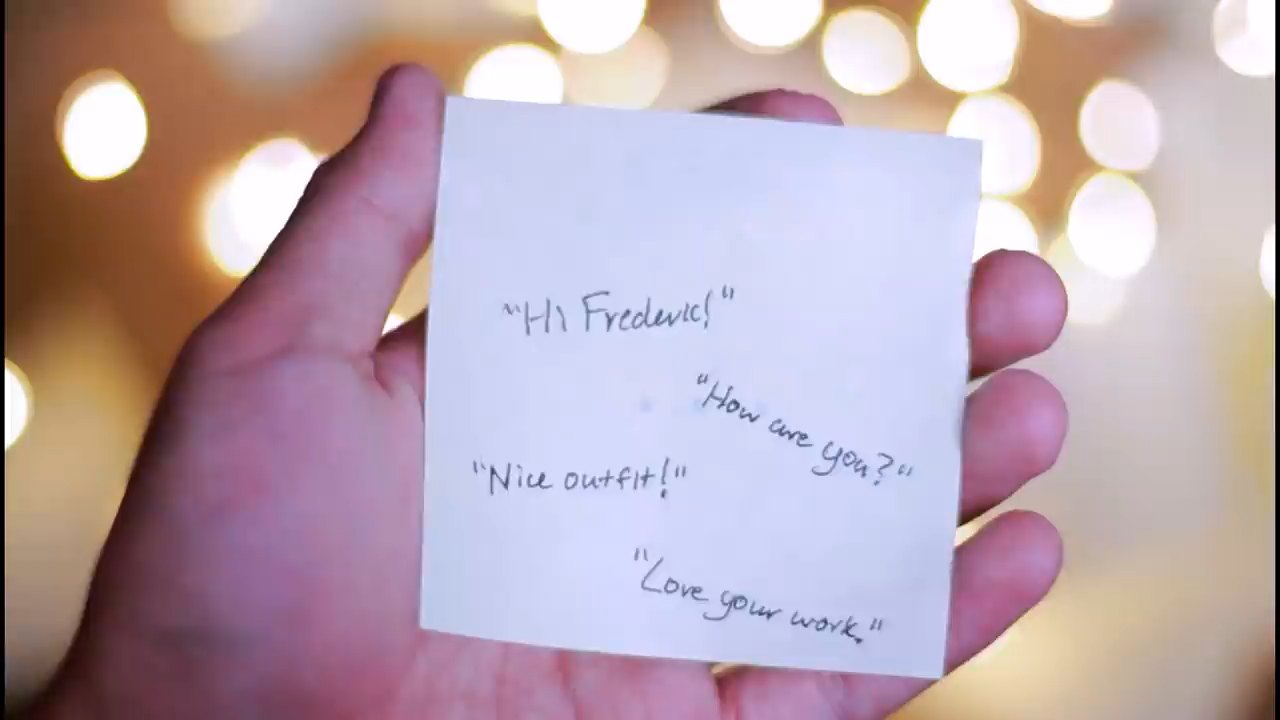 "Hi Frederic!"
"How are you?"
"Nice outfit!"
"Love your work."